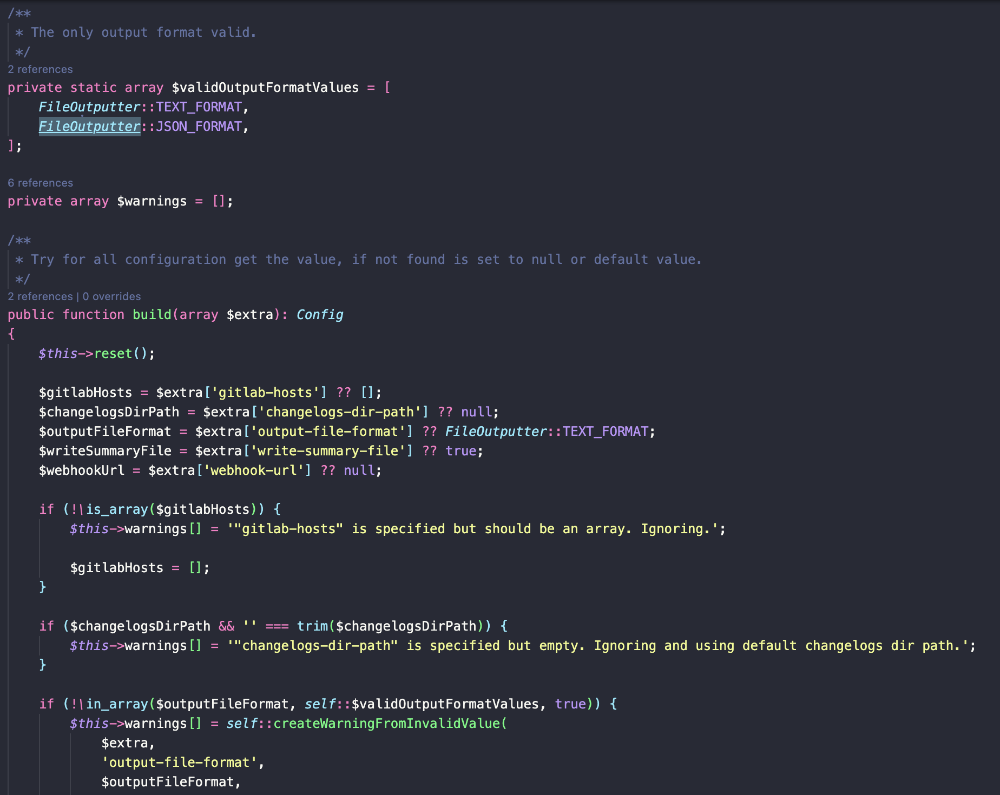 /**
 * The only output format valid.
 */
2 references
private static array $validOutputFormatValues = [
    FileOutputter::TEXT_FORMAT,
    FileOutputter::JSON_FORMAT,
];
6 references
private array $warnings = [];
/**
 * Try for all configuration get the value, if not found is set to null or default value.
 */
2 references | 0 overrides
public function build(array $extra): Config
{
    $this->reset();
    $gitlabHosts = $extra['gitlab-hosts'] ?? [];
    $changelogsDirPath = $extra['changelogs-dir-path'] ?? null;
    $outputFileFormat = $extra['output-file-format'] ?? FileOutputter::TEXT_FORMAT;
    $writeSummaryFile = $extra['write-summary-file'] ?? true;
    $webhookUrl = $extra['webhook-url'] ?? null;
    if (!\is_array($gitlabHosts)) {
        $this->warnings[] = '"gitlab-hosts" is specified but should be an array. Ignoring.';
        $gitlabHosts = [];
    }
    if ($changelogsDirPath && '' === trim($changelogsDirPath)) {
        $this->warnings[] = '"changelogs-dir-path" is specified but empty. Ignoring and using default changelogs dir path.';
    }
    if (!\in_array($outputFileFormat, self::$validOutputFormatValues, true)) {
        $this->warnings[] = self::createWarningFromInvalidValue(
            $extra,
            'output-file-format',
            $outputFileFormat,